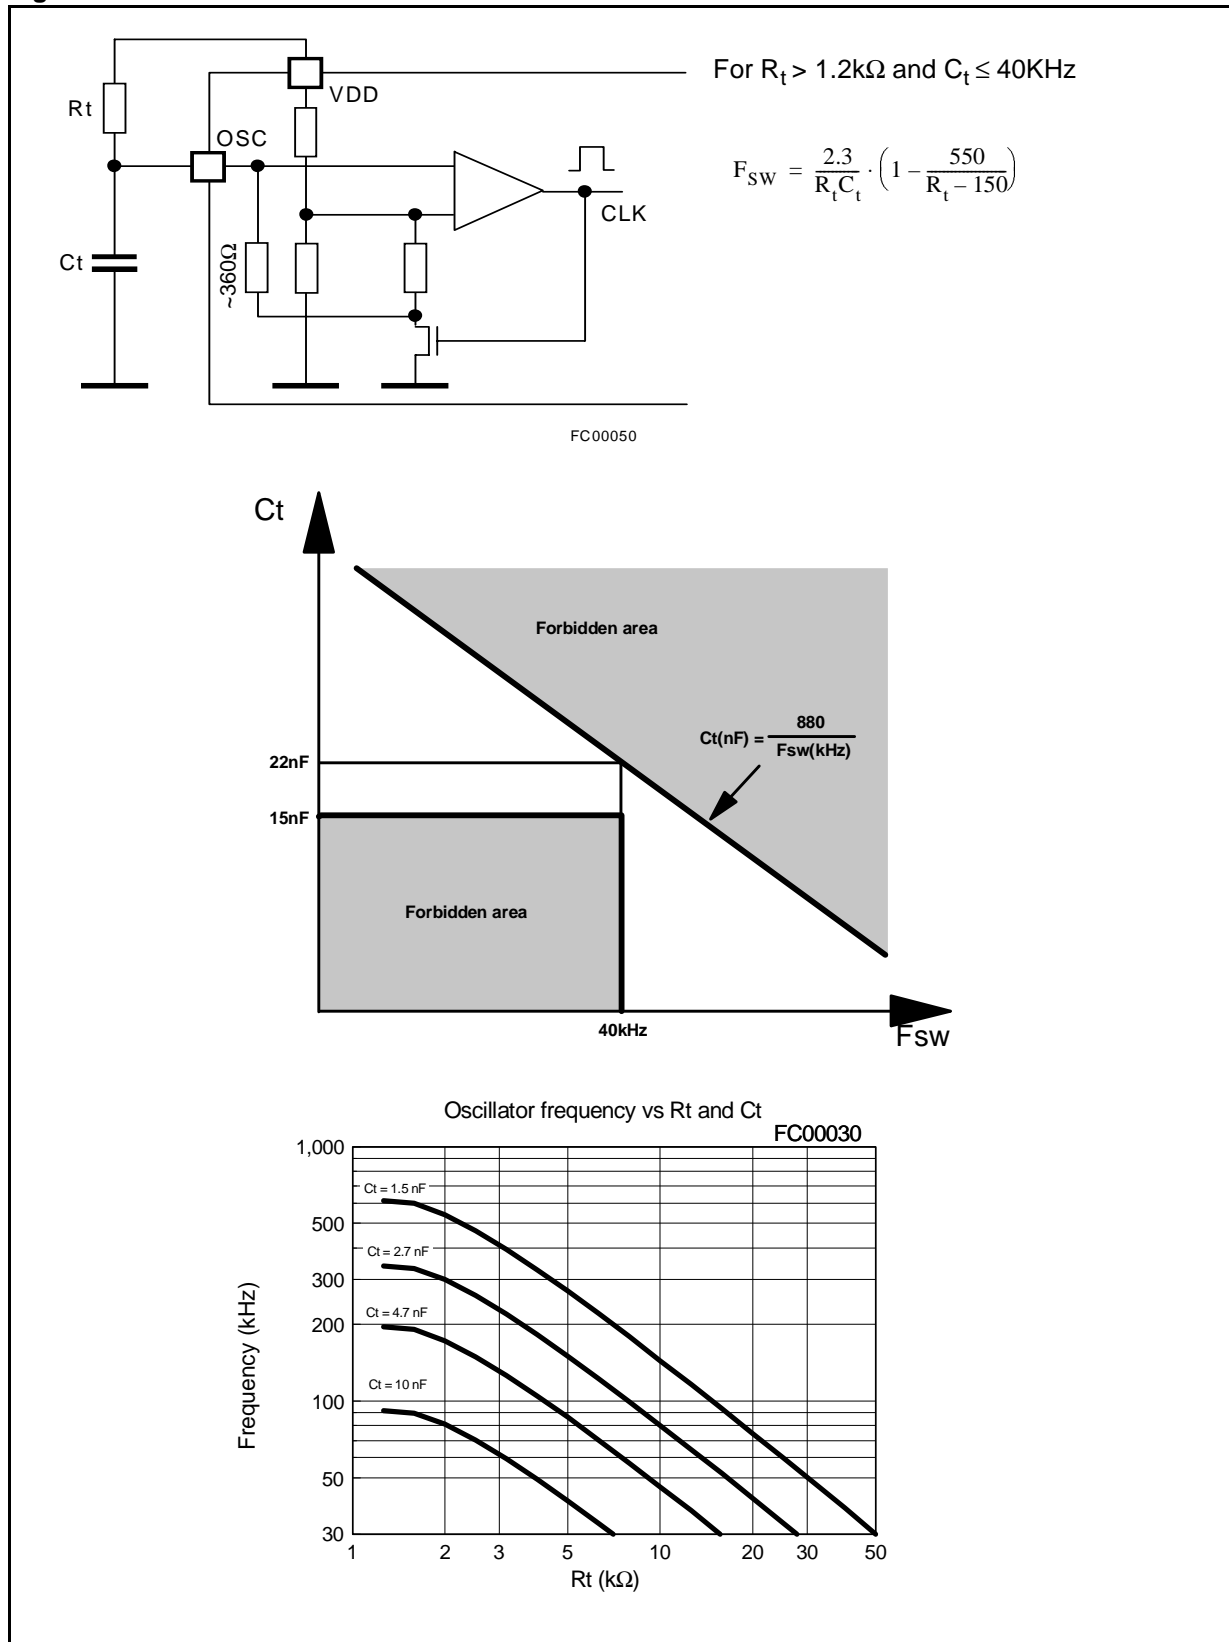 For Rt > 1.2kΩ and Ct ≤ 40KHz
VDD
Rt
OSC
FSW = 2.3 / RtCt · (1 – 550 / Rt – 150)
CLK
Ct
~360Ω
FC00050
Ct
Forbidden area
Ct(nF) = 880 / Fsw(kHz)
22nF
15nF
Forbidden area
40kHz
Fsw
Oscillator frequency vs Rt and Ct
FC00030
1,000
Ct = 1.5 nF
500
Ct = 2.7 nF
300
Ct = 4.7 nF
200
Ct = 10 nF
100
50
30
Frequency (kHz)
1 2 3 5 10 20 30 50
Rt (kΩ)